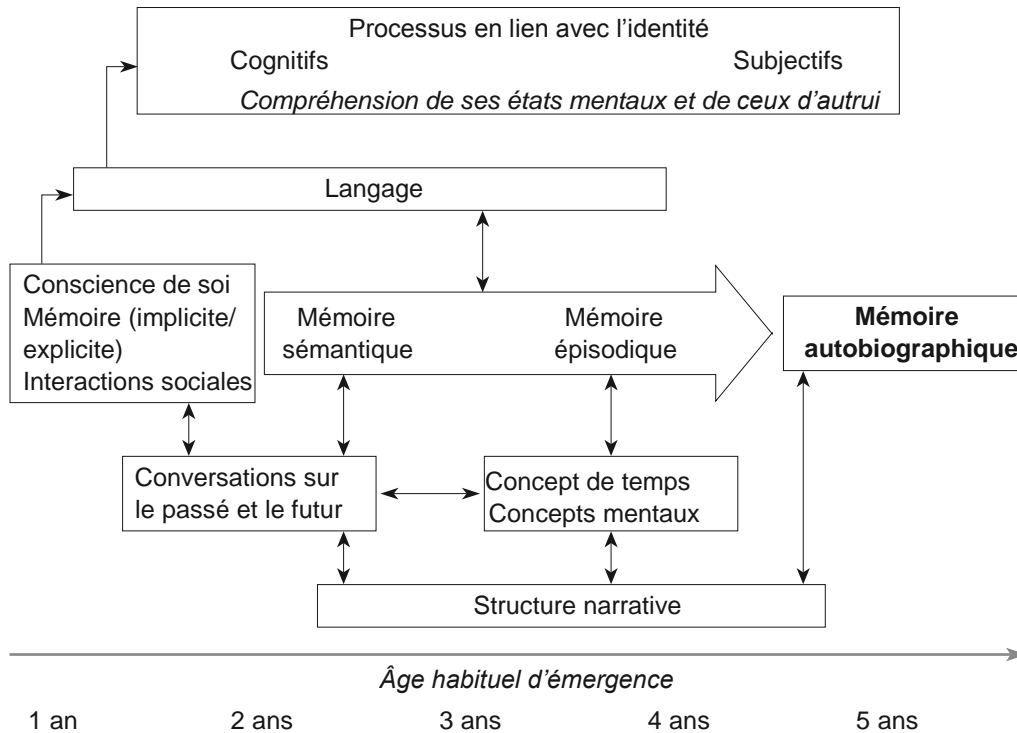 Processus en lien avec l’identité
Cognitifs
Subjectifs
Compréhension de ses états mentaux et de ceux d’autrui
Langage
Conscience de soi
Mémoire (implicite/
explicite)
Interactions sociales
Mémoire
sémantique
Mémoire
épisodique
Mémoire
autobiographique
Conversations sur
le passé et le futur
Concept de temps
Concepts mentaux
Structure narrative
Âge habituel d’émergence
1 an
2 ans
3 ans
4 ans
5 ans